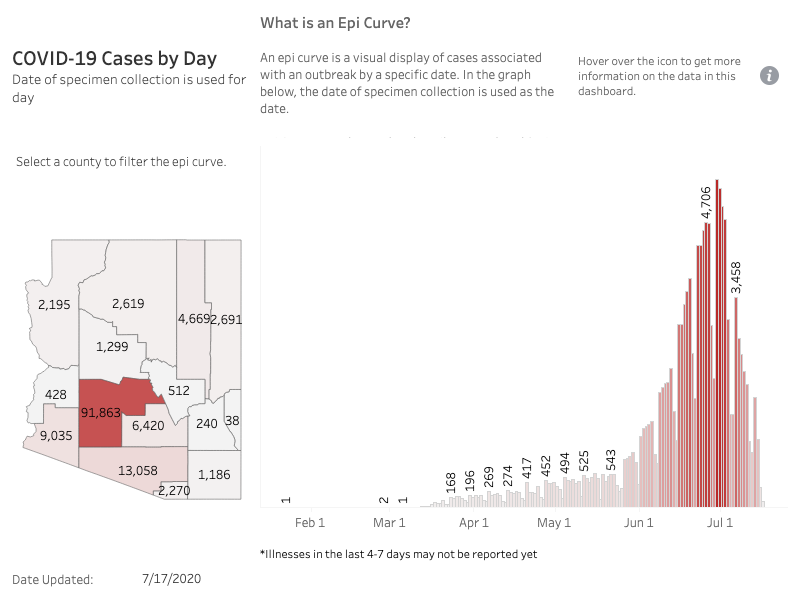 What is an Epi Curve?
COVID-19 Cases by Day
Date of specimen collection is used for
day
An epi curve is a visual display of cases associated
with an outbreak by a specific date. In the graph
below, the date of specimen collection is used as the
date.
Hover over the icon to get more
information on the data in this
dashboard.
i
Select a county to filter the epi curve.
2,195
2,619
4,669
2,691
1,299
428
512
91,863
9,035
6,420
240
38
13,058
1,186
2,270
1
2
1
168
196
269
274
417
452
494
525
543
4,706
3,458
Feb 1
Mar 1
Apr 1
May 1
Jun 1
Jul 1
*Illnesses in the last 4-7 days may not be reported yet
Date Updated: 7/17/2020